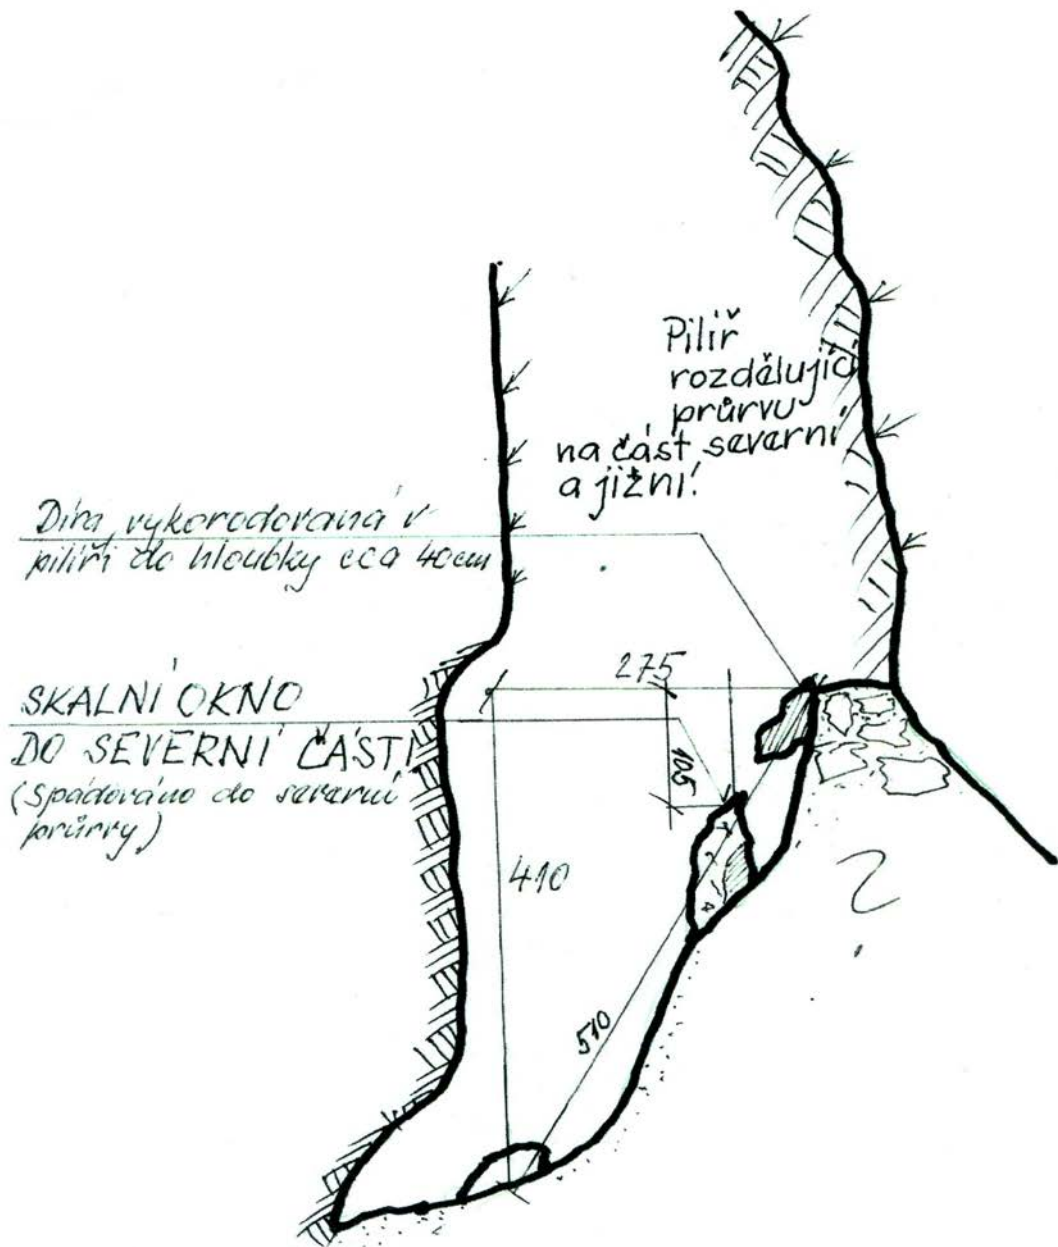 Pilíř
rozdělující
průrvu
na část severní
a jižní!
Díra vykorodovaná v
pilíři do hloubky cca 40cm
275
SKALNÍ OKNO
DO SEVERNÍ ČÁSTI
(Spádováno do severní
průrvy)
105
410
510
?